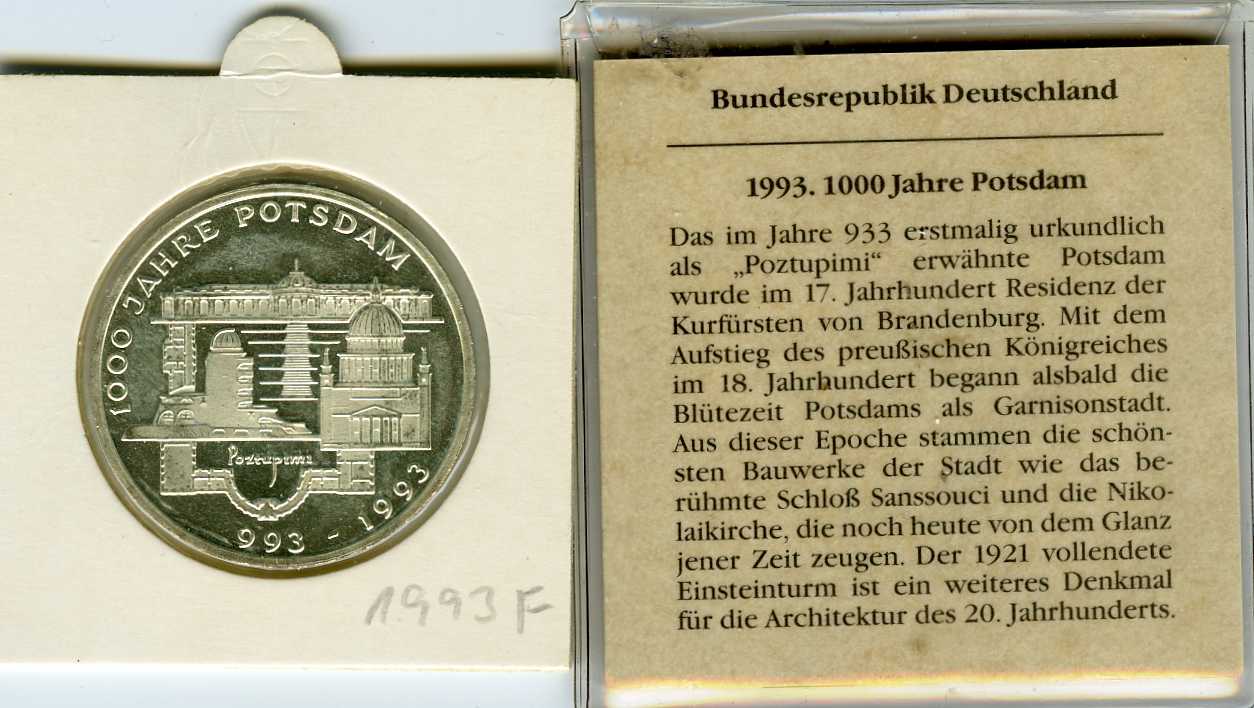 1000 JAHRE POTSDAM
Poztupimi
993 - 1993
1993 F
Bundesrepublik Deutschland
1993. 1000 Jahre Potsdam
Das im Jahre 933 erstmalig urkundlich
als „Poztupimi“ erwähnte Potsdam
wurde im 17. Jahrhundert Residenz der
Kurfürsten von Brandenburg. Mit dem
Aufstieg des preußischen Königreiches
im 18. Jahrhundert begann alsbald die
Blütezeit Potsdams als Garnisonstadt.
Aus dieser Epoche stammen die schön-
sten Bauwerke der Stadt wie das be-
rühmte Schloß Sanssouci und die Niko-
laikirche, die noch heute von dem Glanz
jener Zeit zeugen. Der 1921 vollendete
Einsteinturm ist ein weiteres Denkmal
für die Architektur des 20. Jahrhunderts.